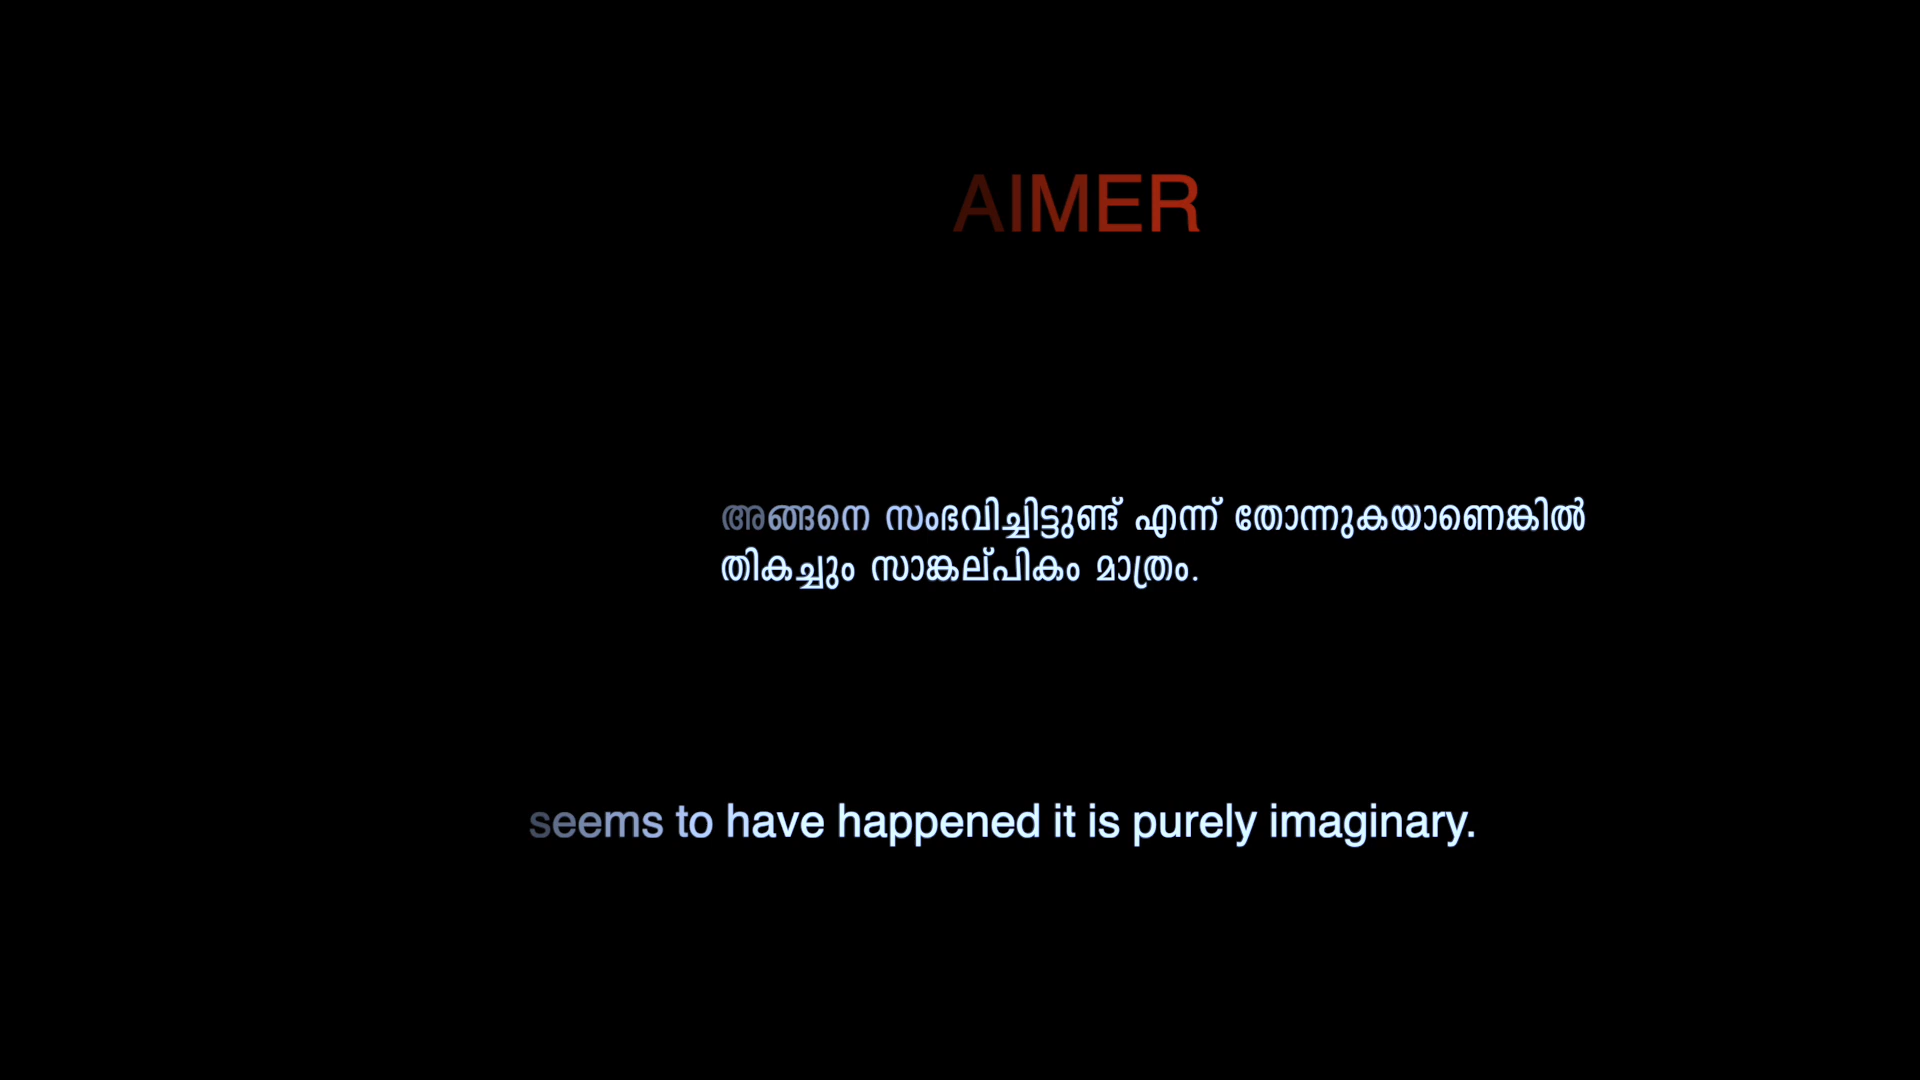 AIMER
അങ്ങനെ സംഭവിച്ചിട്ടുണ്ട് എന്ന് തോന്നുകയാണെങ്കിൽ
തികച്ചും സാങ്കല്പികം മാത്രം.
seems to have happened it is purely imaginary.